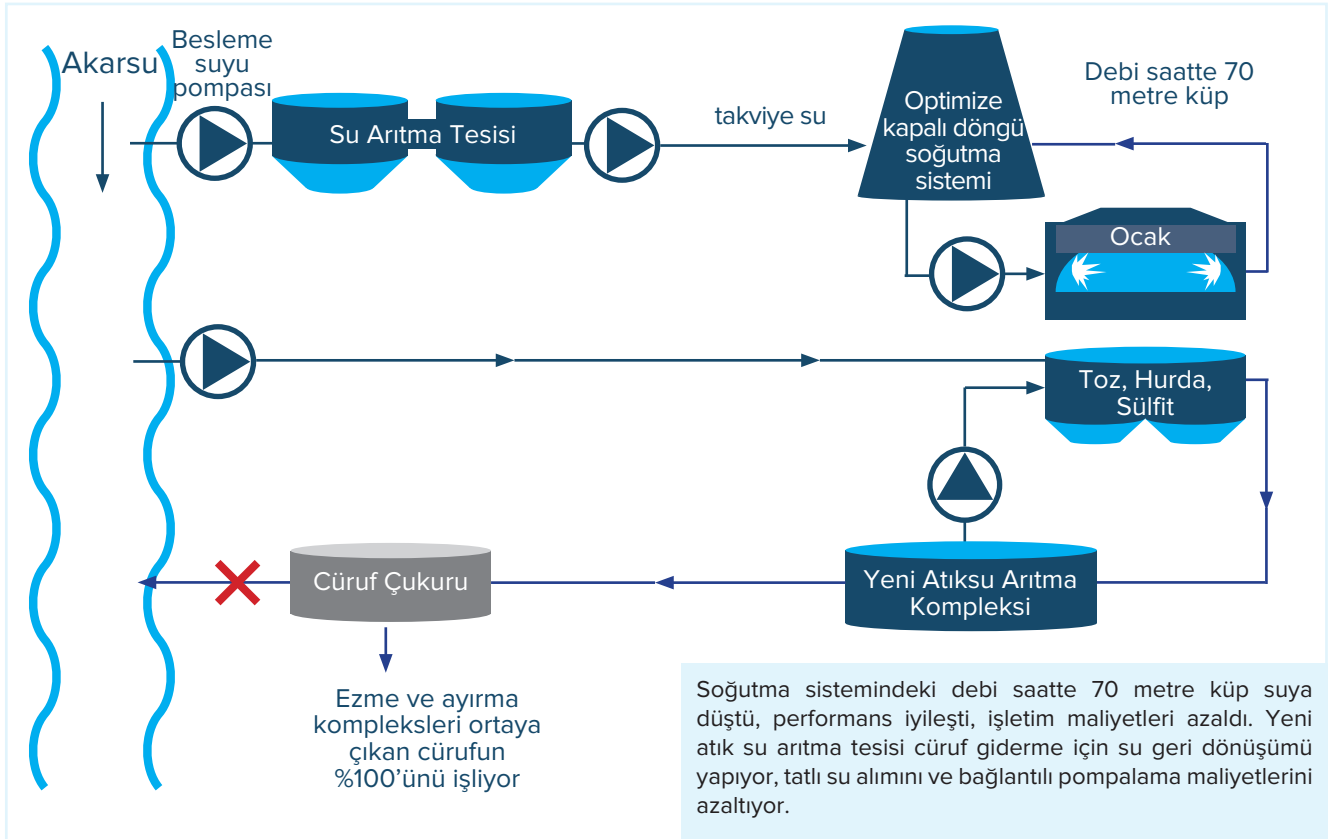 Akarsu
Besleme
suyu
pompası
Su Arıtma Tesisi
takviye su
Optimize
kapalı döngü
soğutma
sistemi
Debi saatte 70
metre küp
Ocak
Toz, Hurda,
Sülfit
Cüruf Çukuru
Yeni Atıksu Arıtma
Kompleksi
Ezme ve ayırma
kompleksleri ortaya
çıkan cürufun
%100'ünü işliyor
Soğutma sistemindeki debi saatte 70 metre küp suya
düştü, performans iyileşti, işletim maliyetleri azaldı. Yeni
atık su arıtma tesisi cüruf giderme için su geri dönüşümü
yapıyor, tatlı su alımını ve bağlantılı pompalama maliyetlerini
azaltıyor.